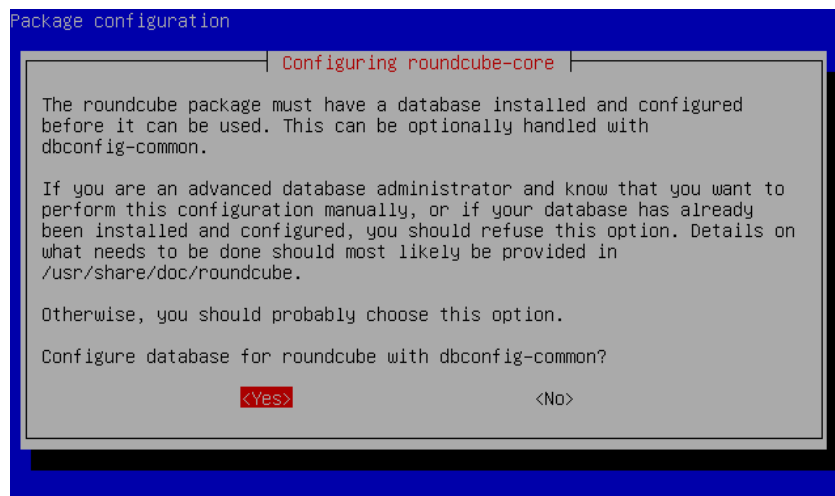 Package configuration
Configuring roundcube-core
The roundcube package must have a database installed and configured
before it can be used. This can be optionally handled with
dbconfig-common.
If you are an advanced database administrator and know that you want to
perform this configuration manually, or if your database has already
been installed and configured, you should refuse this option. Details on
what needs to be done should most likely be provided in
/usr/share/doc/roundcube.
Otherwise, you should probably choose this option.
Configure database for roundcube with dbconfig-common?
<Yes> <No>